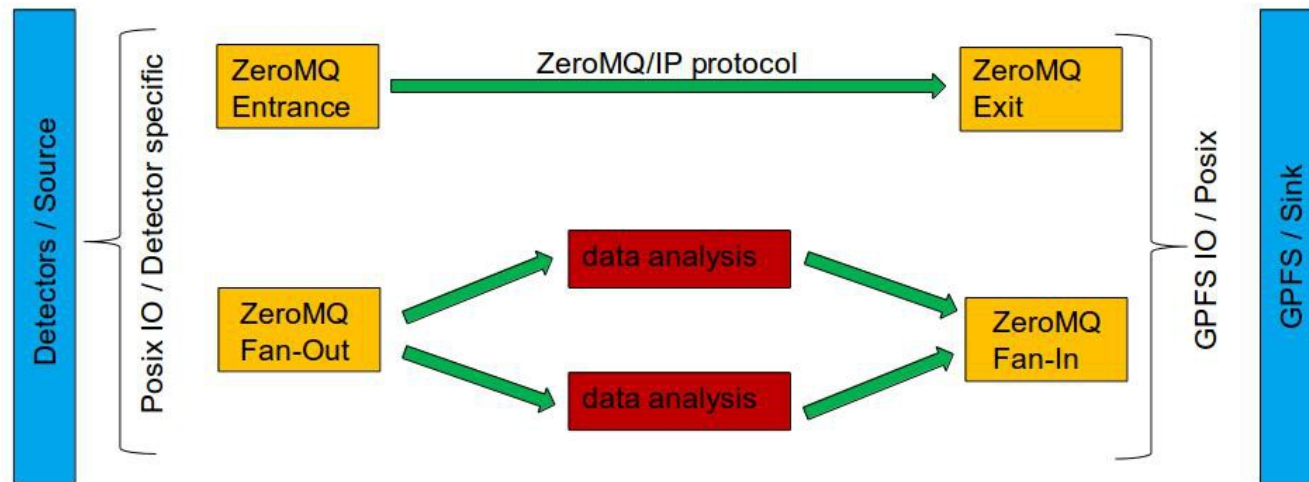 Detectors / Source
Posix IO / Detector specific
ZeroMQ
Entrance
ZeroMQ/IP protocol
ZeroMQ
Exit
data analysis
ZeroMQ
Fan-Out
ZeroMQ
Fan-In
data analysis
GPFS IO / Posix
GPFS / Sink